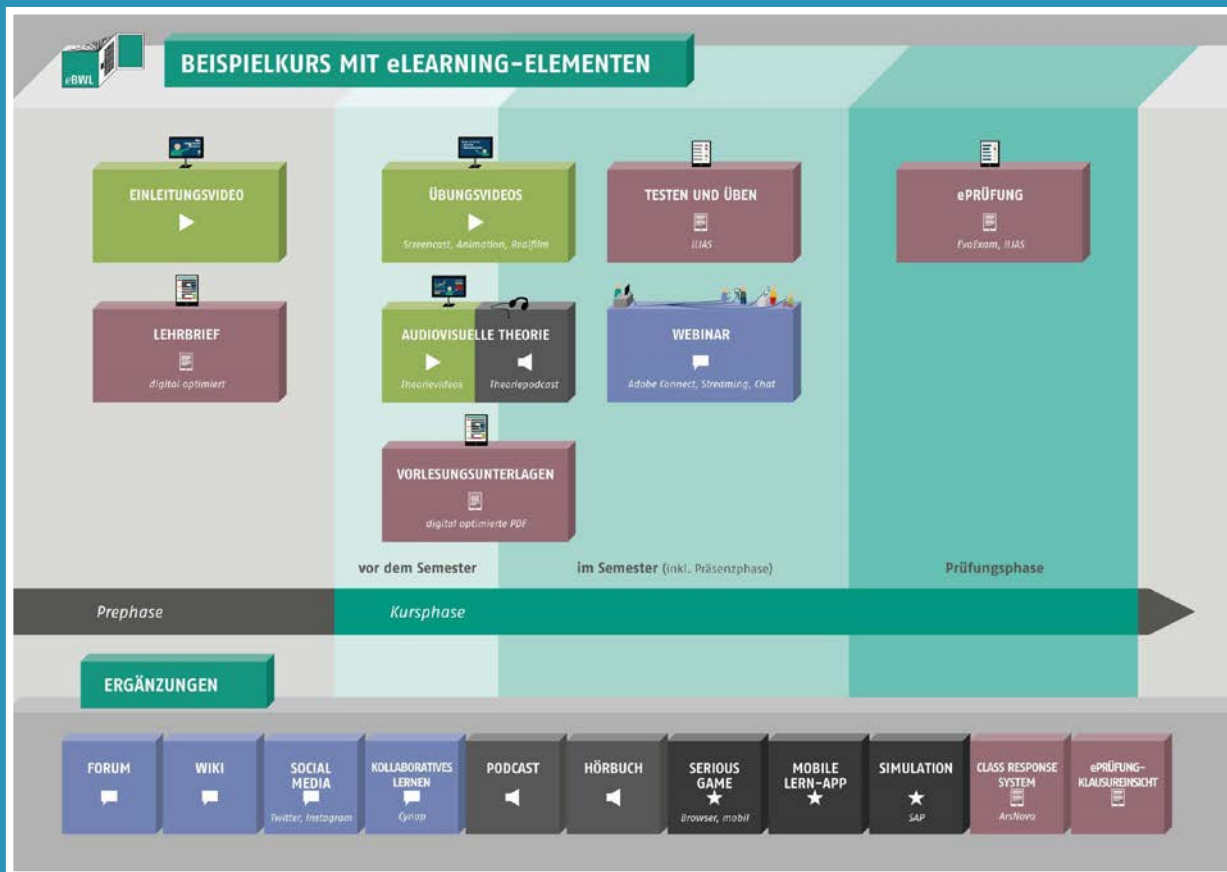 eBWL
BEISPIELKURS MIT eLEARNING-ELEMENTEN
EINLEITUNGSVIDEO
ÜBUNGSVIDEOS
Screencast, Animation, Realfilm
TESTEN UND ÜBEN
ILIAS
ePRÜFUNG
EvaExam, ILIAS
LEHRBRIEF
digital optimiert
AUDIOVISUELLE THEORIE
Theorievideos
Theoriepodcast
WEBINAR
Adobe Connect, Streaming, Chat
VORLESUNGSUNTERLAGEN
digital optimierte PDF
vor dem Semester
im Semester (inkl. Präsenzphase)
Prüfungsphase
Prephase
Kursphase
ERGÄNZUNGEN
FORUM
WIKI
SOCIAL
MEDIA
Twitter, Instagram
KOLLABORATIVES
LERNEN
Cynap
PODCAST
HÖRBUCH
SERIOUS
GAME
Browser, mobil
MOBILE
LERN-APP
SIMULATION
SAP
CLASS RESPONSE
SYSTEM
ArsNova
ePRÜFUNG-
KLAUSUREINSICHT